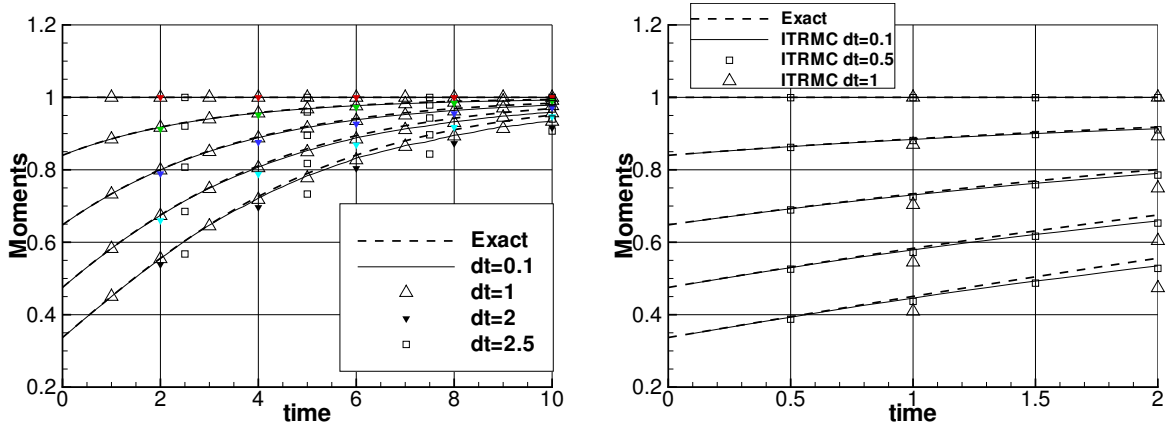 1.2
1
0.8
0.6
0.4
0.2
Moments
0 2 4 6 8 10
time
Exact
dt=0.1
dt=1
dt=2
dt=2.5
Exact
ITRMC dt=0.1
ITRMC dt=0.5
ITRMC dt=1
1.2
1
0.8
0.6
0.4
0.2
Moments
0 0.5 1 1.5 2
time